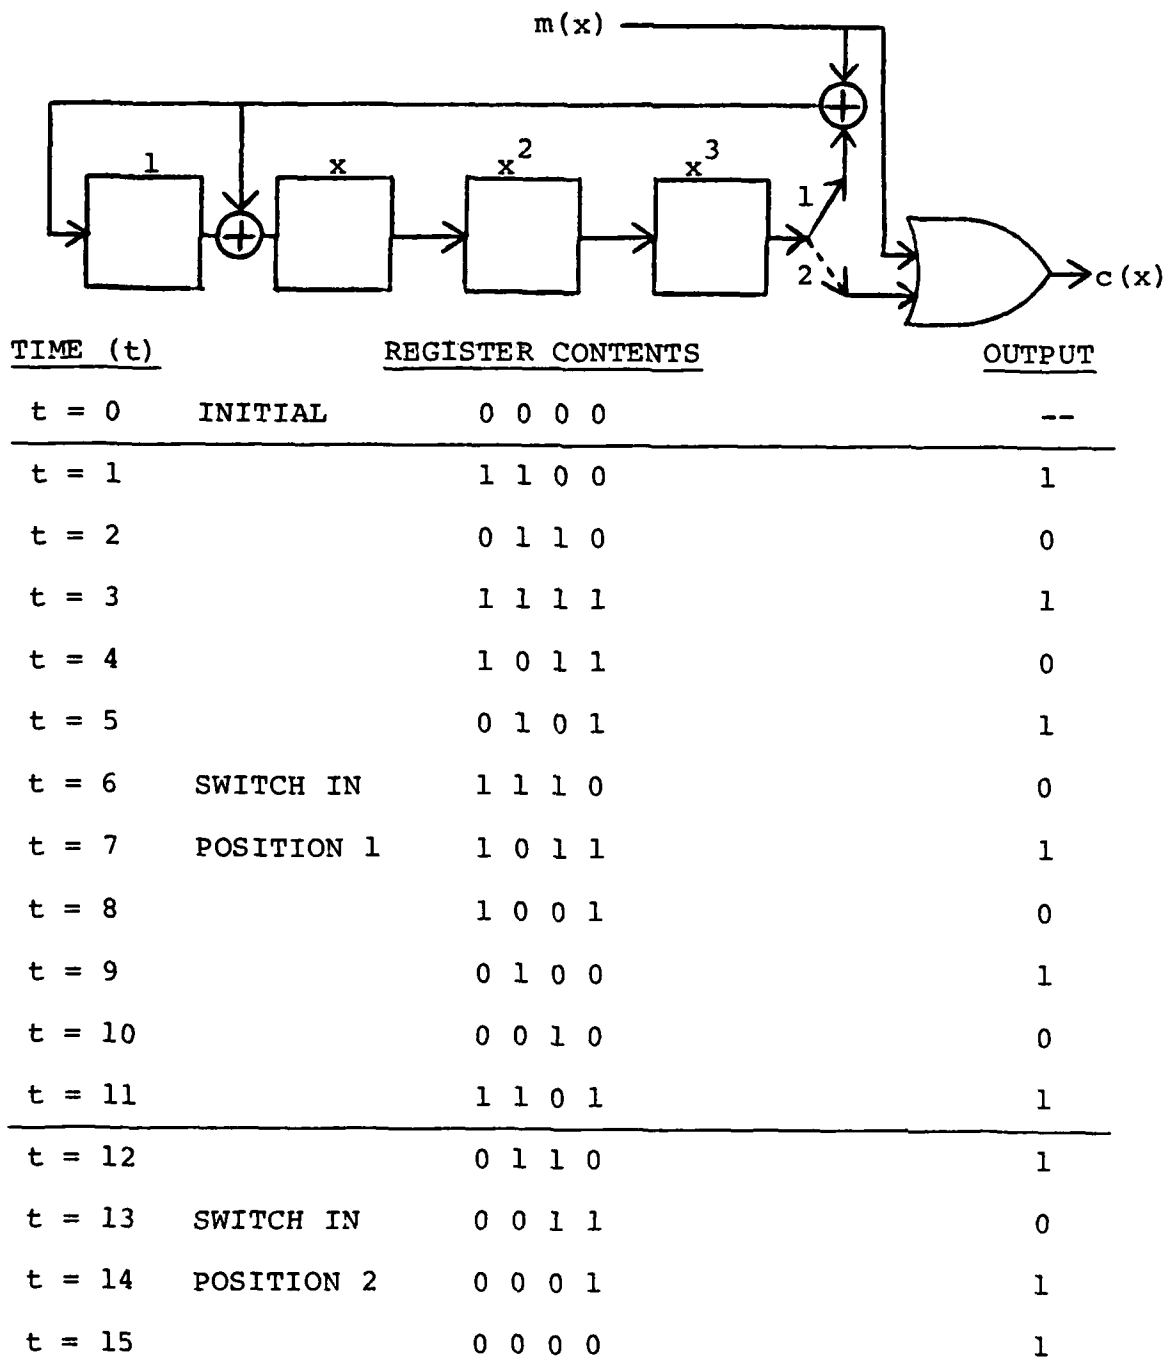 m(x)
1 x x² x³
1
2
c(x)
TIME (t) REGISTER CONTENTS OUTPUT
t = 0 INITIAL 0 0 0 0 --
t = 1 1 1 0 0 1
t = 2 0 1 1 0 0
t = 3 1 1 1 1 1
t = 4 1 0 1 1 0
t = 5 0 1 0 1 1
t = 6 SWITCH IN 1 1 1 0 0
t = 7 POSITION 1 1 0 1 1 1
t = 8 1 0 0 1 0
t = 9 0 1 0 0 1
t = 10 0 0 1 0 0
t = 11 1 1 0 1 1
t = 12 0 1 1 0 1
t = 13 SWITCH IN 0 0 1 1 0
t = 14 POSITION 2 0 0 0 1 1
t = 15 0 0 0 0 1